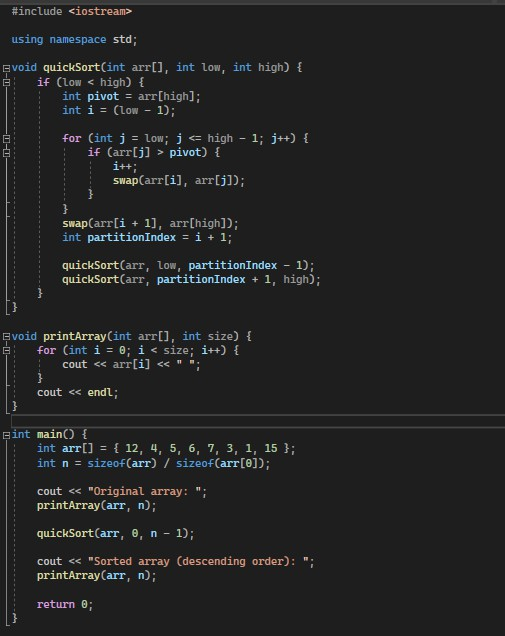 #include <iostream>
using namespace std;
void quickSort(int arr[], int low, int high) {
if (low < high) {
int pivot = arr[high];
int i = (low - 1);
for (int j = low; j <= high - 1; j++) {
if (arr[j] > pivot) {
i++;
swap(arr[i], arr[j]);
}
}
swap(arr[i + 1], arr[high]);
int partitionIndex = i + 1;
quickSort(arr, low, partitionIndex - 1);
quickSort(arr, partitionIndex + 1, high);
}
}
void printArray(int arr[], int size) {
for (int i = 0; i < size; i++) {
cout << arr[i] << " ";
}
cout << endl;
}
int main() {
int arr[] = { 12, 4, 5, 6, 7, 3, 1, 15 };
int n = sizeof(arr) / sizeof(arr[0]);
cout << "Original array: ";
printArray(arr, n);
quickSort(arr, 0, n - 1);
cout << "Sorted array (descending order): ";
printArray(arr, n);
return 0;
}